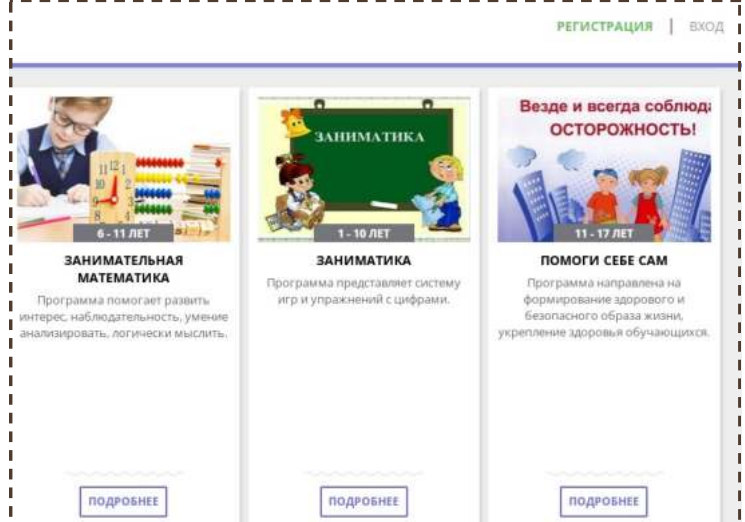 РЕГИСТРАЦИЯ | ВХОД
6 - 11 ЛЕТ
ЗАНИМАТЕЛЬНАЯ
МАТЕМАТИКА
Программа помогает развить
интерес, наблюдательность, умение
анализировать, логически мыслить.
ПОДРОБНЕЕ
ЗАНИМАТИКА
1 - 10 ЛЕТ
ЗАНИМАТИКА
Программа представляет систему
игр и упражнений с цифрами.
ПОДРОБНЕЕ
Везде и всегда соблюда
ОСТОРОЖНОСТЬ!
11 - 17 ЛЕТ
ПОМОГИ СЕБЕ САМ
Программа направлена на
формирование здорового и
безопасного образа жизни,
укрепление здоровья обучающихся.
ПОДРОБНЕЕ